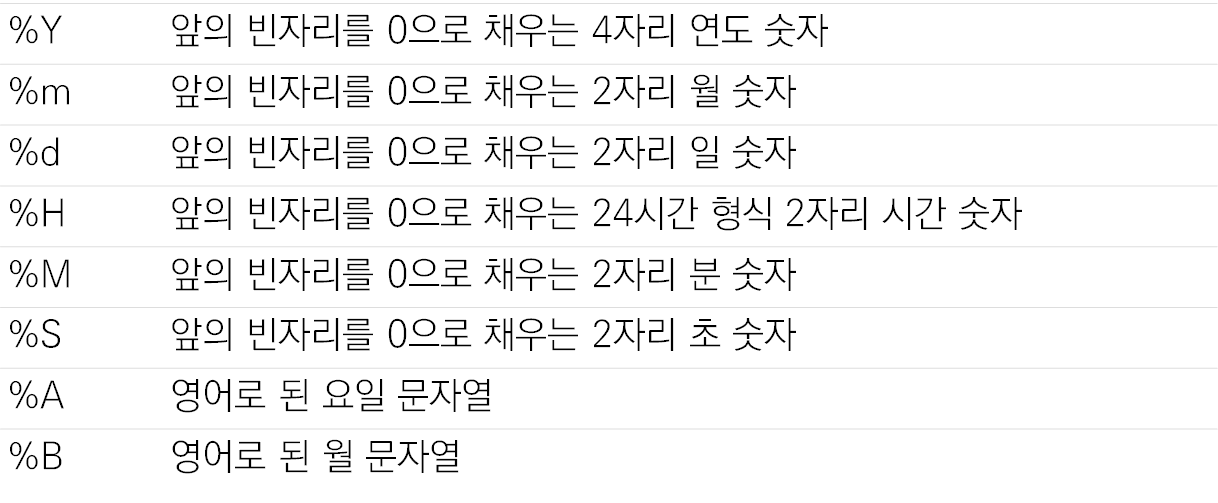 %Y 앞의 빈자리를 0으로 채우는 4자리 연도 숫자
%m 앞의 빈자리를 0으로 채우는 2자리 월 숫자
%d 앞의 빈자리를 0으로 채우는 2자리 일 숫자
%H 앞의 빈자리를 0으로 채우는 24시간 형식 2자리 시간 숫자
%M 앞의 빈자리를 0으로 채우는 2자리 분 숫자
%S 앞의 빈자리를 0으로 채우는 2자리 초 숫자
%A 영어로 된 요일 문자열
%B 영어로 된 월 문자열